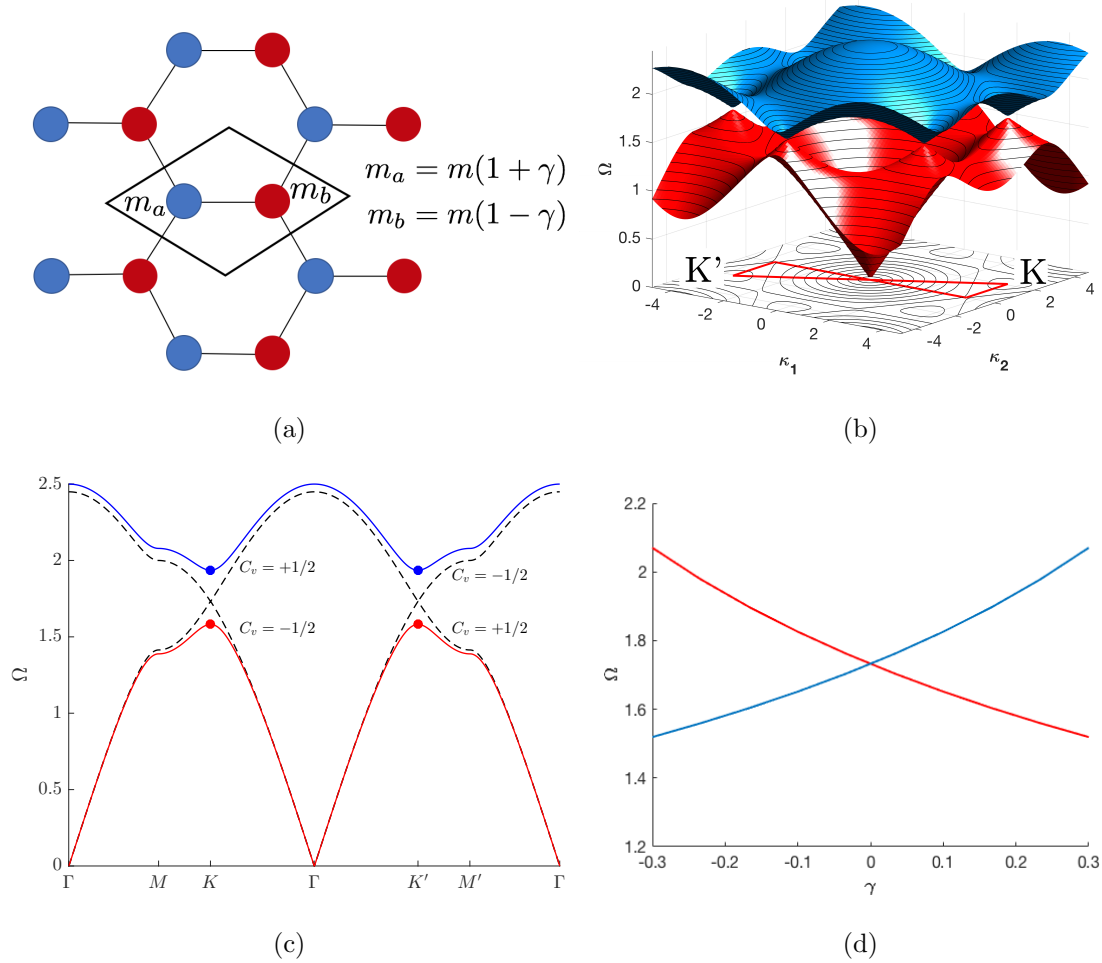 m_a
m_b
m_a = m(1 + γ)
m_b = m(1 − γ)
(a)
Ω
2
1.5
1
0.5
0
K'
K
-4
-2
0
2
4
κ_1
-4
-2
0
2
4
κ_2
(b)
Ω
2.5
2
1.5
1
0.5
0
C_v = +1/2
C_v = −1/2
C_v = −1/2
C_v = +1/2
Γ
M
K
Γ
K'
M'
Γ
(c)
Ω
2.2
2
1.8
1.6
1.4
1.2
-0.3
-0.2
-0.1
0
0.1
0.2
0.3
γ
(d)